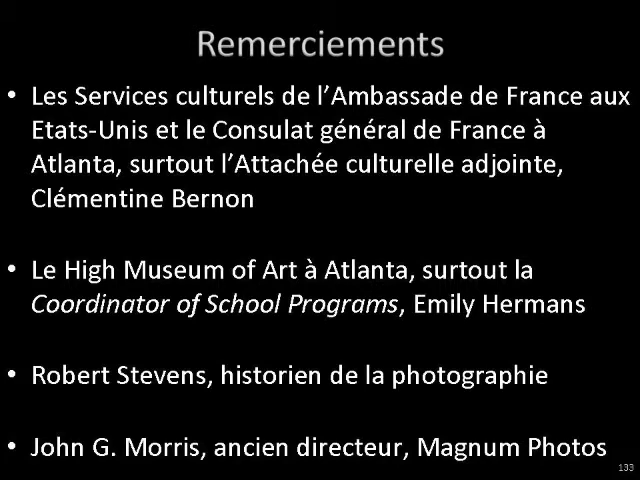 Remerciements
• Les Services culturels de l’Ambassade de France aux
Etats-Unis et le Consulat général de France à
Atlanta, surtout l’Attachée culturelle adjointe,
Clémentine Bernon
• Le High Museum of Art à Atlanta, surtout la
Coordinator of School Programs, Emily Hermans
• Robert Stevens, historien de la photographie
• John G. Morris, ancien directeur, Magnum Photos
133